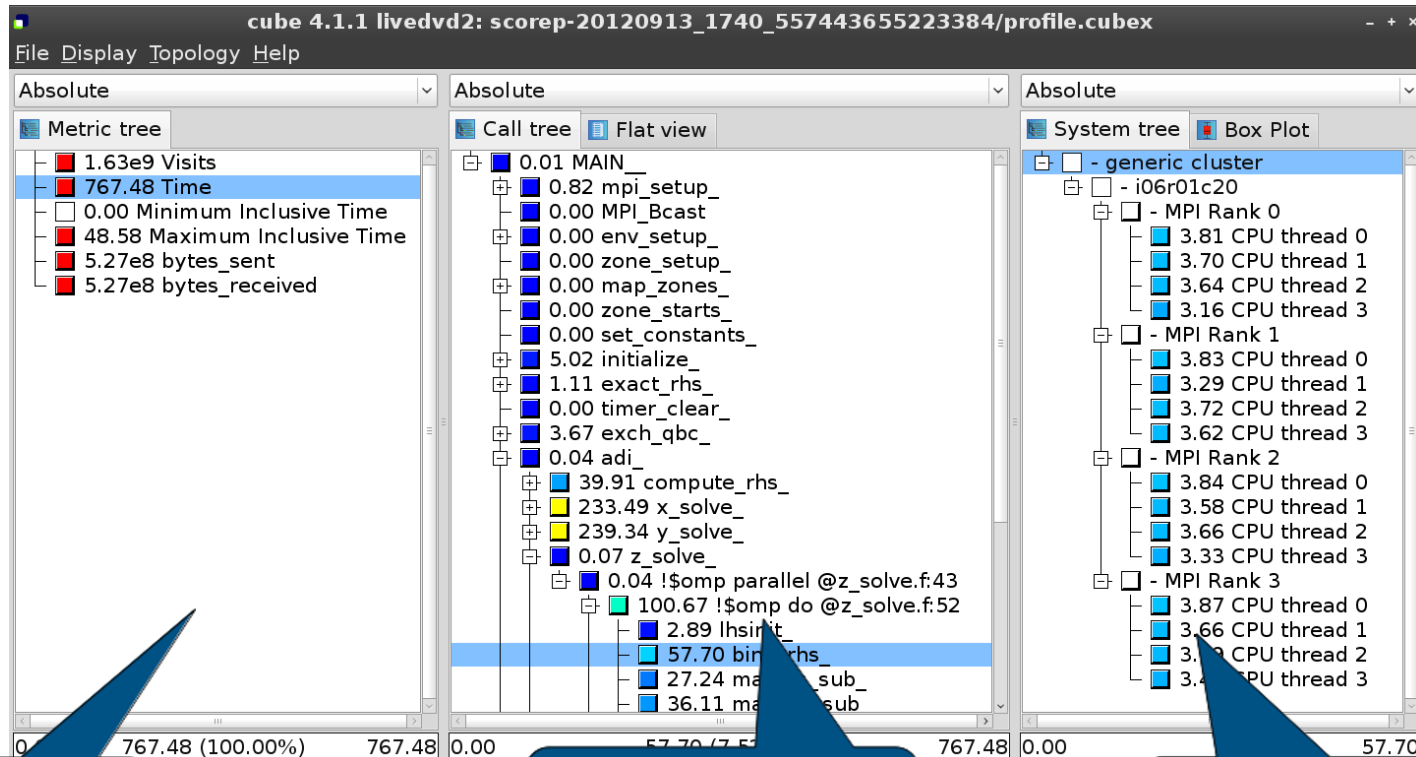 cube 4.1.1 livedvd2: scorep-20120913_1740_557443655223384/profile.cubex
File Display Topology Help
Absolute
Metric tree
1.63e9 Visits
767.48 Time
0.00 Minimum Inclusive Time
48.58 Maximum Inclusive Time
5.27e8 bytes_sent
5.27e8 bytes_received
767.48 (100.00%) 767.48
Absolute
Call tree Flat view
0.01 MAIN__
0.82 mpi_setup_
0.00 MPI_Bcast
0.00 env_setup_
0.00 zone_setup_
0.00 map_zones_
0.00 zone_starts_
0.00 set_constants_
5.02 initialize_
1.11 exact_rhs_
0.00 timer_clear_
3.67 exch_qbc_
0.04 adi_
39.91 compute_rhs_
233.49 x_solve_
239.34 y_solve_
0.07 z_solve_
0.04 !$omp parallel @z_solve.f:43
100.67 !$omp do @z_solve.f:52
2.89
57.70
27.24
36.11
0.00 767.48
Absolute
System tree Box Plot
- generic cluster
- i06r01c20
- MPI Rank 0
3.81 CPU thread 0
3.70 CPU thread 1
3.64 CPU thread 2
3.16 CPU thread 3
- MPI Rank 1
3.83 CPU thread 0
3.29 CPU thread 1
3.72 CPU thread 2
3.62 CPU thread 3
- MPI Rank 2
3.84 CPU thread 0
3.58 CPU thread 1
3.66 CPU thread 2
3.33 CPU thread 3
- MPI Rank 3
3.87 CPU thread 0
3.66 CPU thread 1
CPU thread 2
thread 3
0.00 57.70